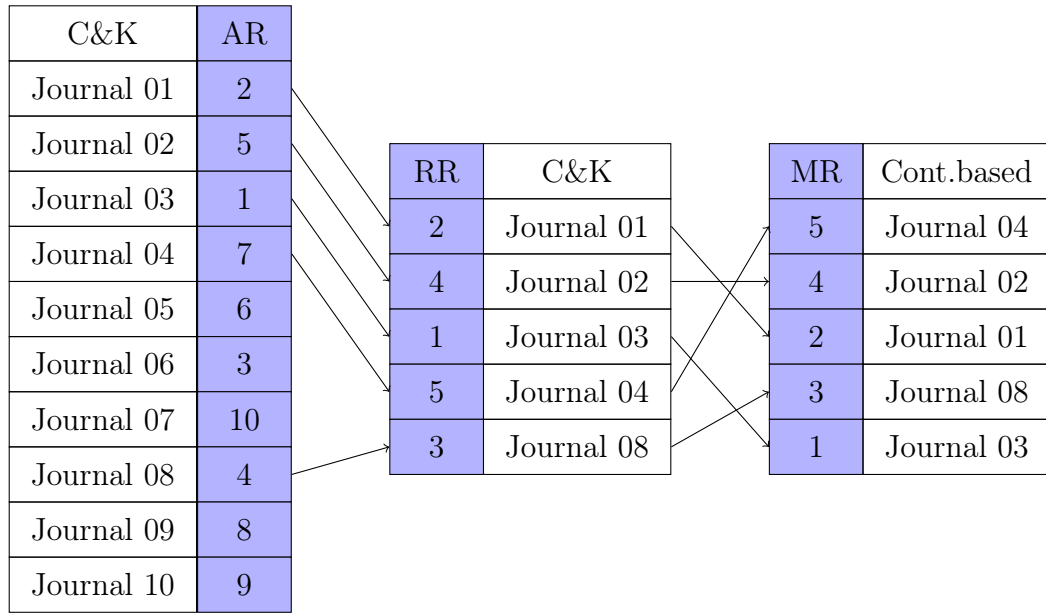 C&K AR
Journal 01 2
Journal 02 5
Journal 03 1
Journal 04 7
Journal 05 6
Journal 06 3
Journal 07 10
Journal 08 4
Journal 09 8
Journal 10 9
RR C&K
2 Journal 01
4 Journal 02
1 Journal 03
5 Journal 04
3 Journal 08
MR Cont.based
5 Journal 04
4 Journal 02
2 Journal 01
3 Journal 08
1 Journal 03